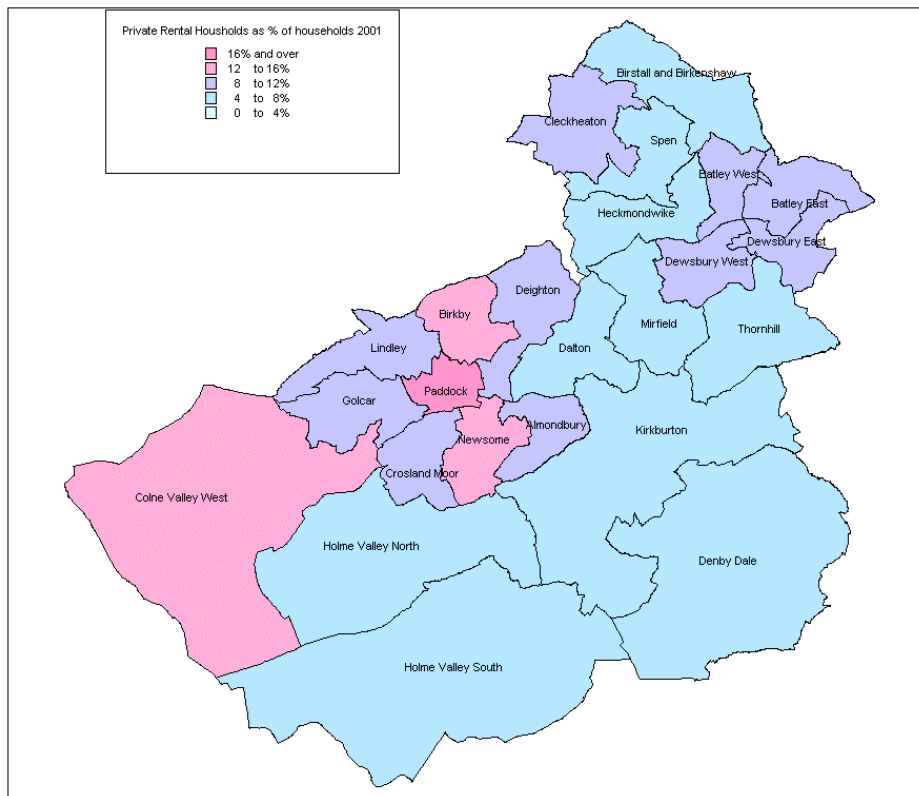 Private Rental Housholds as % of households 2001
16% and over
12 to 16%
8 to 12%
4 to 8%
0 to 4%
Birstall and Birkenshaw
Cleckheaton
Spen
Batley West
Batley East
Heckmondwike
Dewsbury East
Dewsbury West
Deighton
Birkby
Mirfield
Thornhill
Lindley
Dalton
Paddock
Golcar
Almondbury
Kirkburton
Newsome
Crosland Moor
Colne Valley West
Holme Valley North
Denby Dale
Holme Valley South